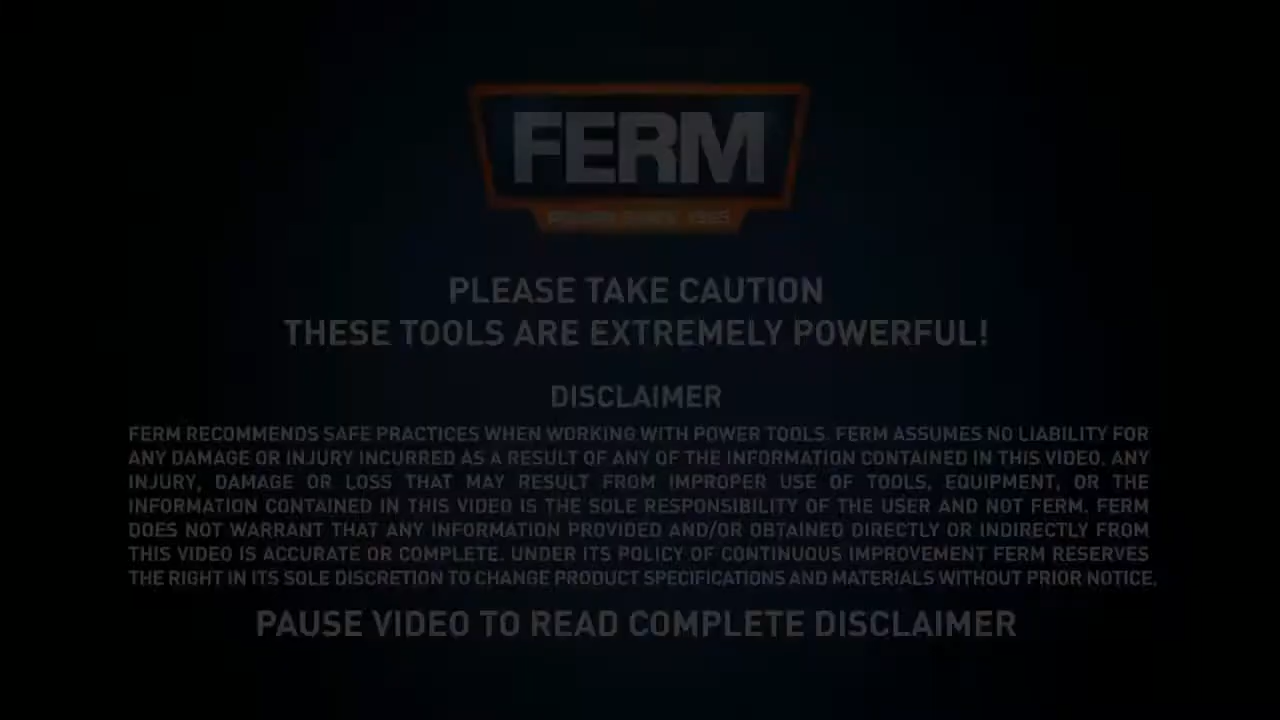 FERM
PLEASE TAKE CAUTION
THESE TOOLS ARE EXTREMELY POWERFUL!
DISCLAIMER
FERM RECOMMENDS SAFE PRACTICES WHEN WORKING WITH POWER TOOLS. FERM ASSUMES NO LIABILITY FOR
ANY DAMAGE OR INJURY INCURRED AS A RESULT OF ANY OF THE INFORMATION CONTAINED IN THIS VIDEO. ANY
INJURY, DAMAGE OR LOSS THAT MAY RESULT FROM IMPROPER USE OF TOOLS, EQUIPMENT, OR THE
INFORMATION CONTAINED IN THIS VIDEO IS THE SOLE RESPONSIBILITY OF THE USER AND NOT FERM. FERM
DOES NOT WARRANT THAT ANY INFORMATION PROVIDED AND/OR OBTAINED DIRECTLY OR INDIRECTLY FROM
THIS VIDEO IS ACCURATE OR COMPLETE. UNDER ITS POLICY OF CONTINUOUS IMPROVEMENT FERM RESERVES
THE RIGHT IN ITS SOLE DISCRETION TO CHANGE PRODUCT SPECIFICATIONS AND MATERIALS WITHOUT PRIOR NOTICE.
PAUSE VIDEO TO READ COMPLETE DISCLAIMER